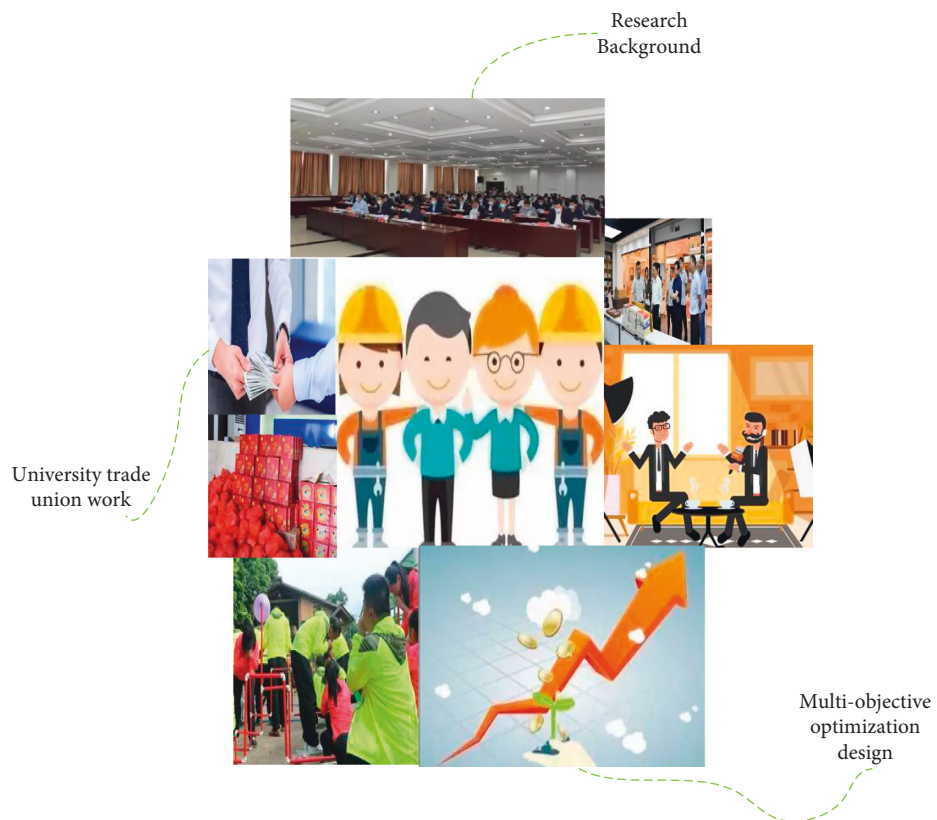 Research
Background
University trade
union work
Multi-objective
optimization
design